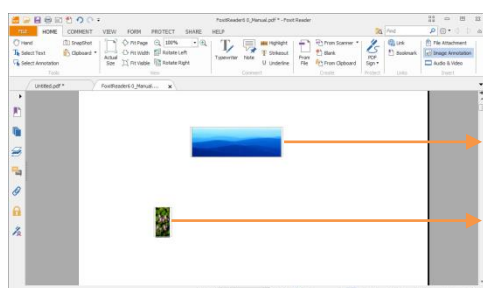 FoxitReader6.0_Manual.pdf * - Foxit Reader
FILE HOME COMMENT VIEW FORM PROTECT SHARE HELP Find
Hand SnapShot Fit Page 100% Highlight From Scanner Link File Attachment
Select Text Clipboard Fit Width Rotate Left Strikeout Blank Bookmark Image Annotation
Select Annotation Actual Size Fit Visible Rotate Right Typewriter Note Underline From File From Clipboard PDF Sign Audio & Video
Tools View Comment Create Protect Links Insert
Untitled.pdf * FoxitReader6.0_Manual....